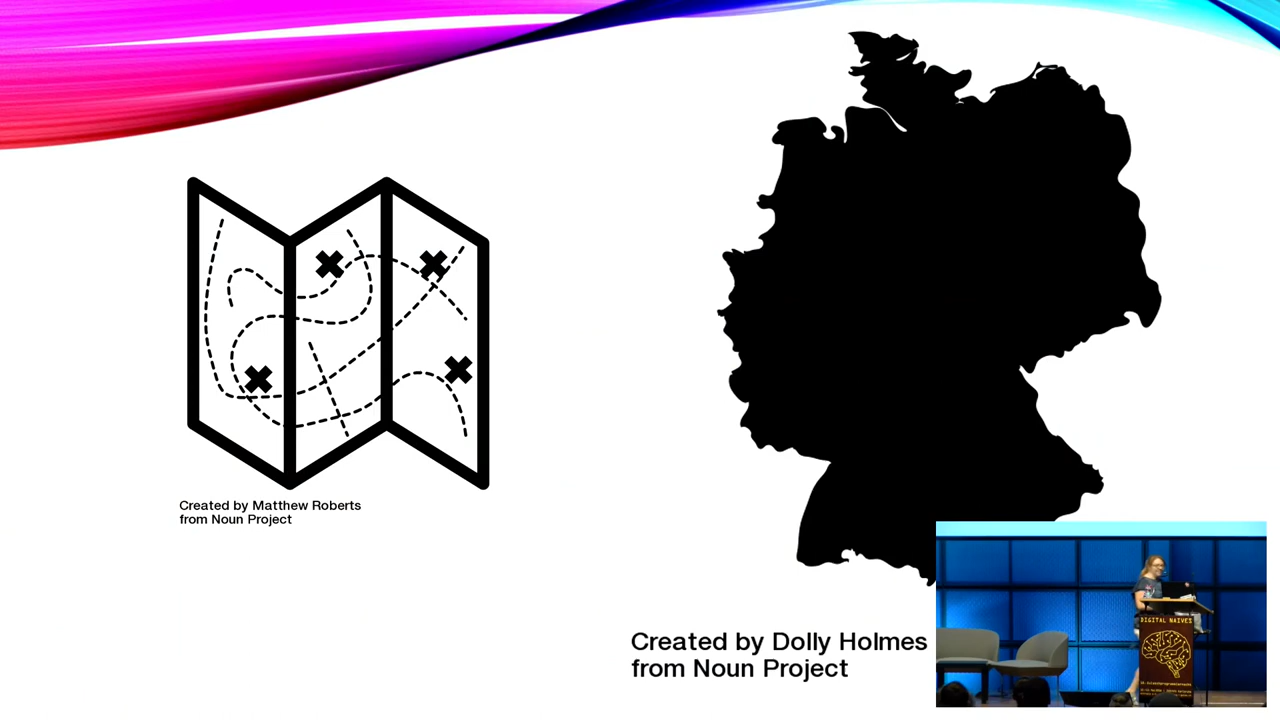 Created by Matthew Roberts
from Noun Project
Created by Dolly Holmes
from Noun Project
DIGITAL NAIVES